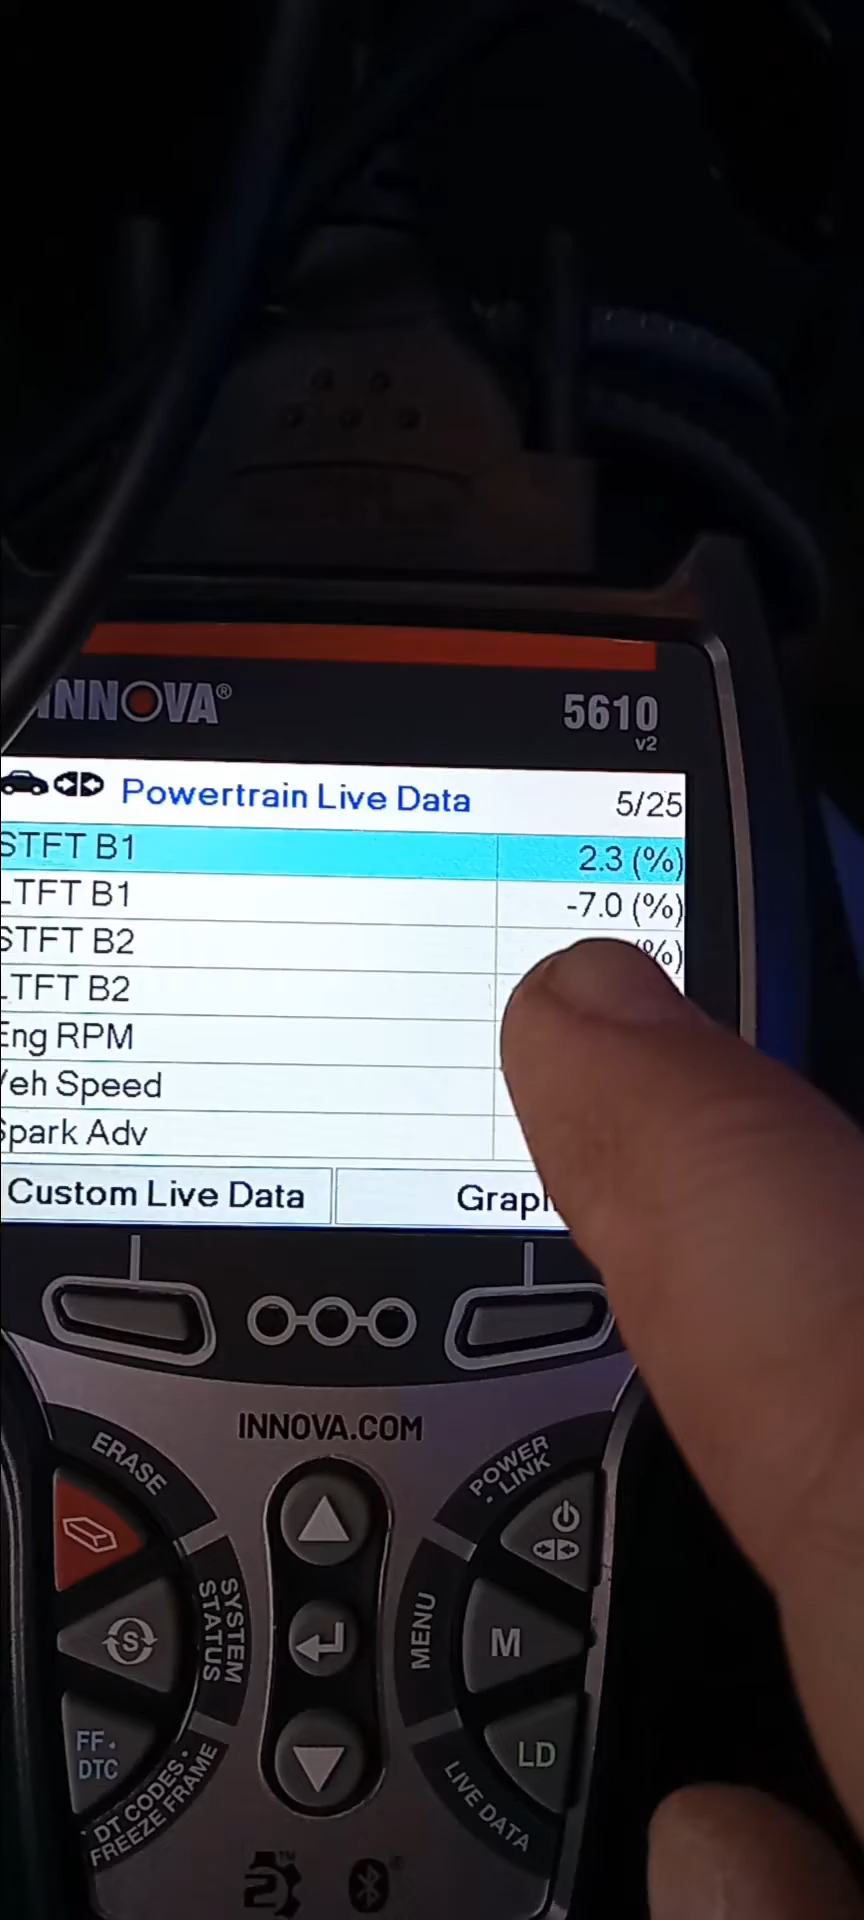 INNOVA®
5610
v2
Powertrain Live Data 5/25
STFT B1 2.3 (%)
LTFT B1 -7.0 (%)
STFT B2 (%)
LTFT B2
Eng RPM
Veh Speed
Spark Adv
Custom Live Data Graph
INNOVA.COM
ERASE
POWER
LINK
S
SYSTEM
STATUS
MENU
M
FF.
DTC
DT CODES.
FREEZE FRAME
LIVE DATA
LD
2